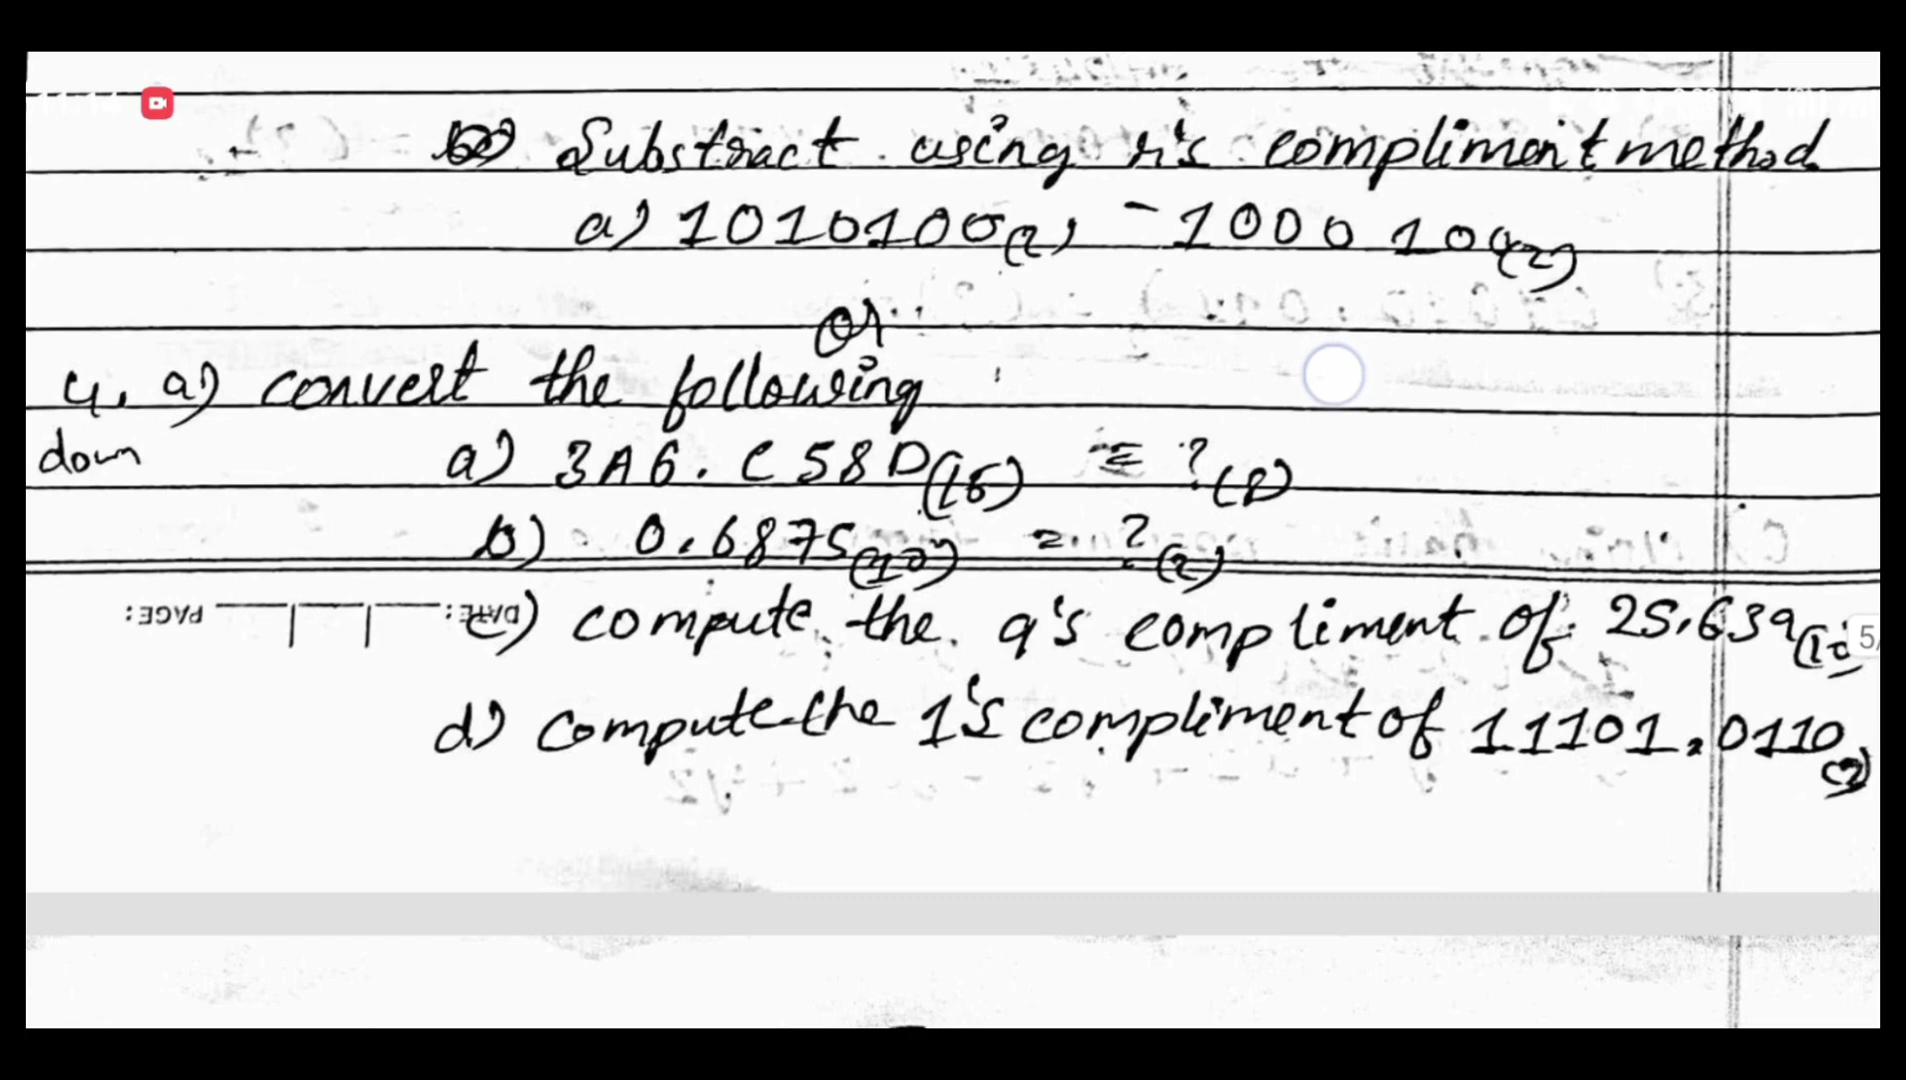 Substract using r's compliment method
a) 1010100(2) - 1000100(2)
Or
4. a) convert the following
down
a) 3A6.C58D(16) = ?(8)
b) 0.6875(10) = ?(2)
PAGE: DATE:
c) compute the 9's compliment of 25.639(10)
d) compute the 1's compliment of 11101.0110(2)